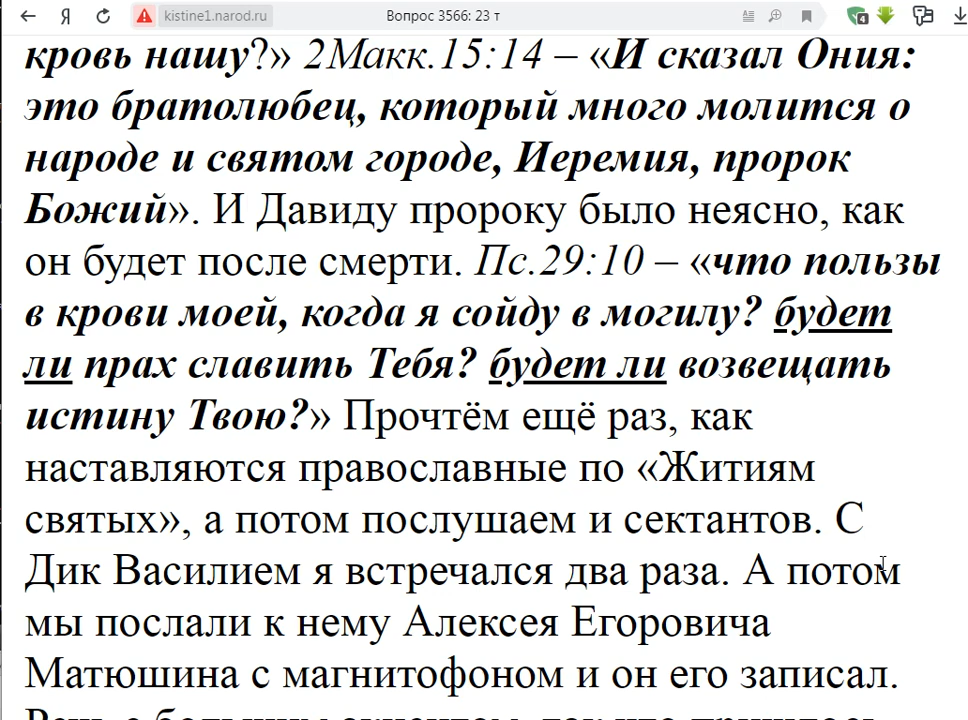 kistine1.narod.ru
Вопрос 3566: 23 т
4
кровь нашу?» 2Макк.15:14 – «И сказал Ония:
это братолюбец, который много молится о
народе и святом городе, Иеремия, пророк
Божий». И Давиду пророку было неясно, как
он будет после смерти. Пс.29:10 – «что пользы
в крови моей, когда я сойду в могилу? будет
ли прах славить Тебя? будет ли возвещать
истину Твою?» Прочтём ещё раз, как
наставляются православные по «Житиям
святых», а потом послушаем и сектантов. С
Дик Василием я встречался два раза. А потом
мы послали к нему Алексея Егоровича
Матюшина с магнитофоном и он его записал.